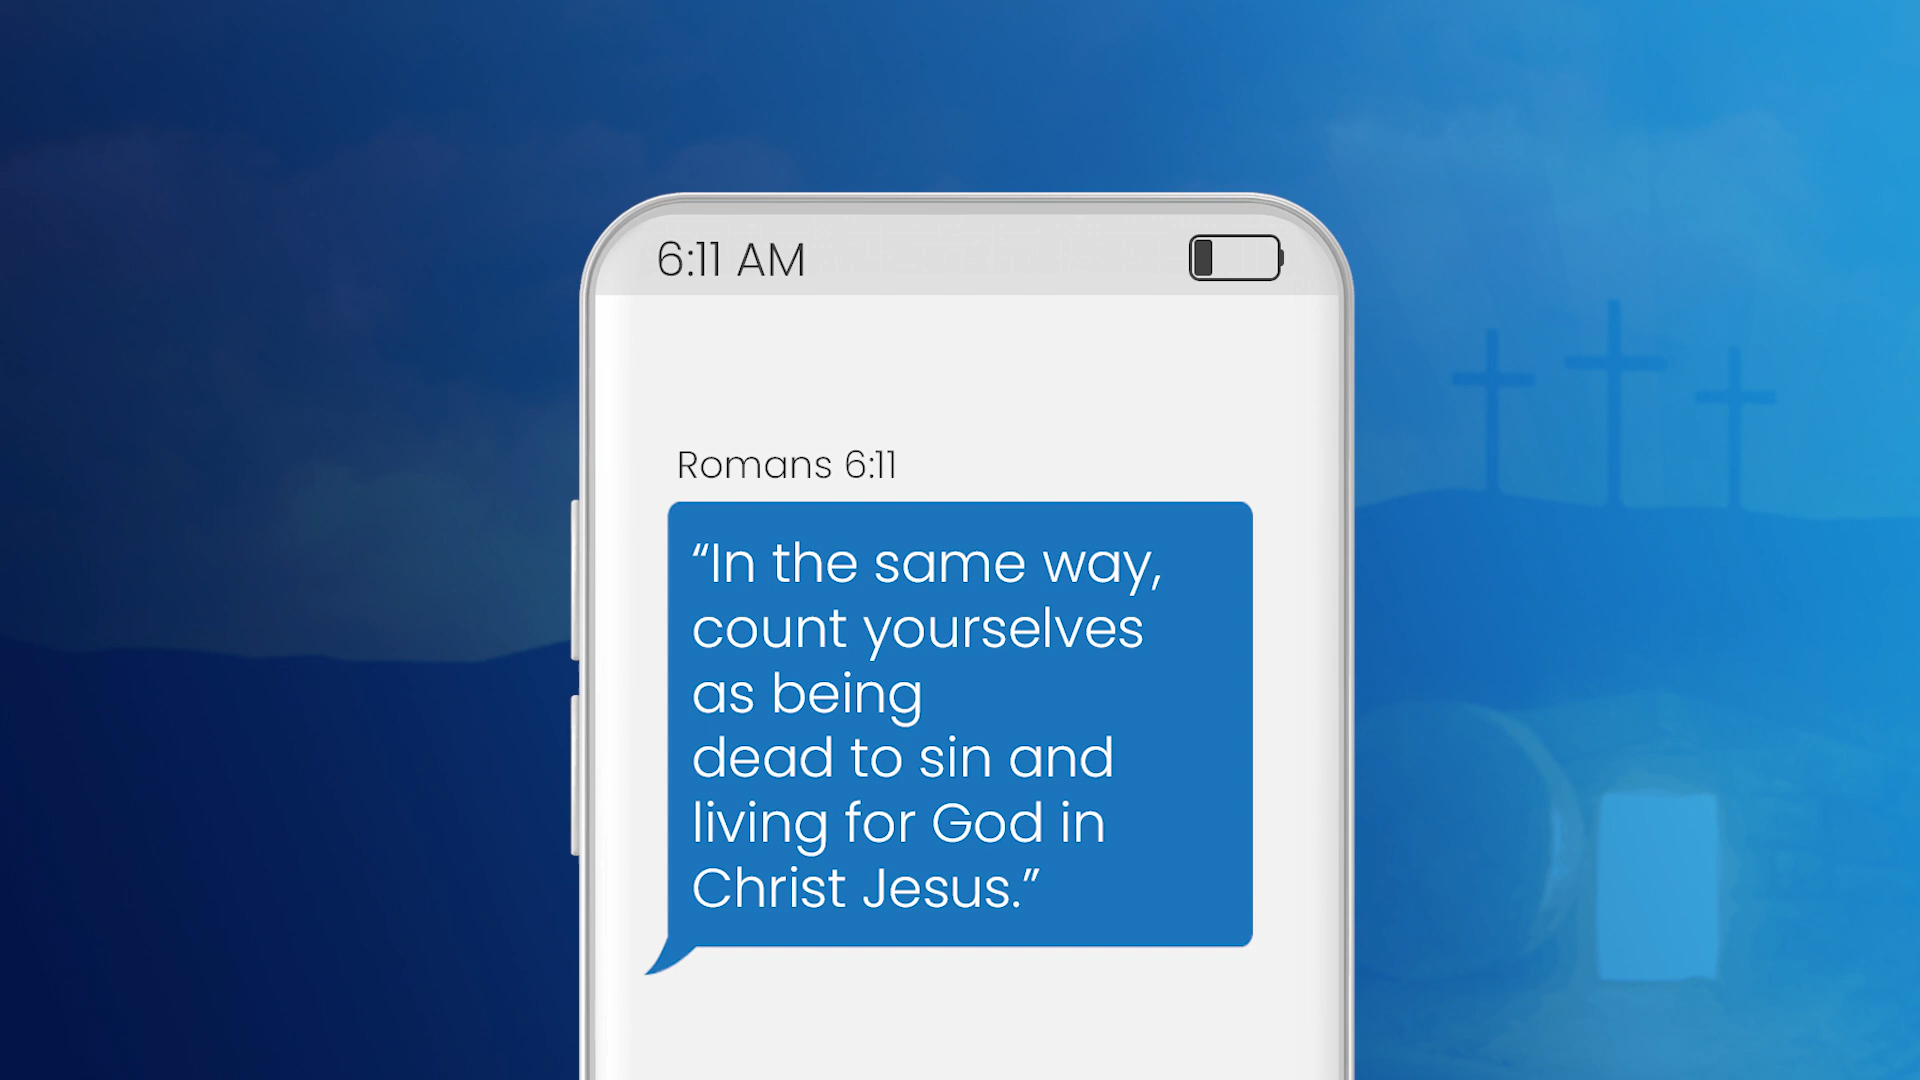 6:11 AM
Romans 6:11
“In the same way,
count yourselves
as being
dead to sin and
living for God in
Christ Jesus.”